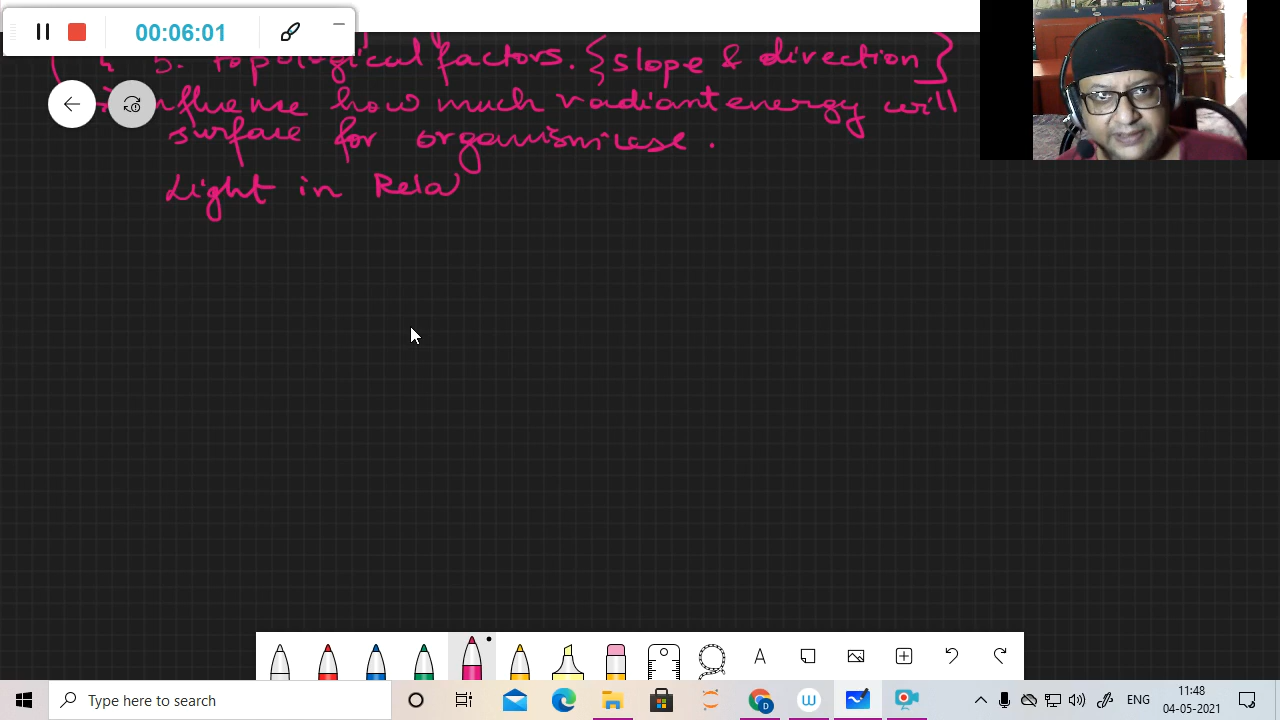 00:06:01
5. Topological factors. {slope & direction}
influence how much radiant energy will
surface for organismic use.
Light in Rela
A
Type here to search
ENG
11:48
04-05-2021